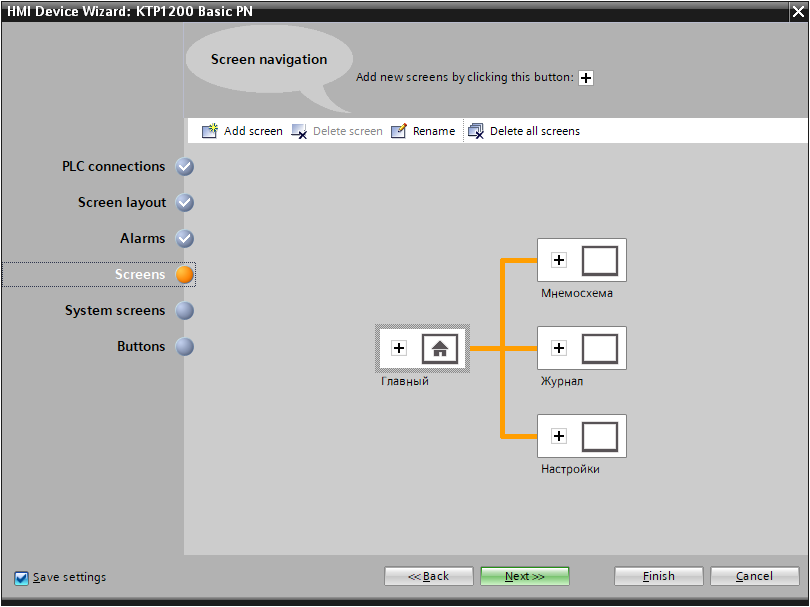 HMI Device Wizard: KTP1200 Basic PN
Screen navigation
Add new screens by clicking this button:
Add screen Delete screen Rename Delete all screens
PLC connections
Screen layout
Alarms
Screens
System screens
Buttons
Мнемосхема
Главный
Журнал
Настройки
Save settings
<< Back Next >> Finish Cancel